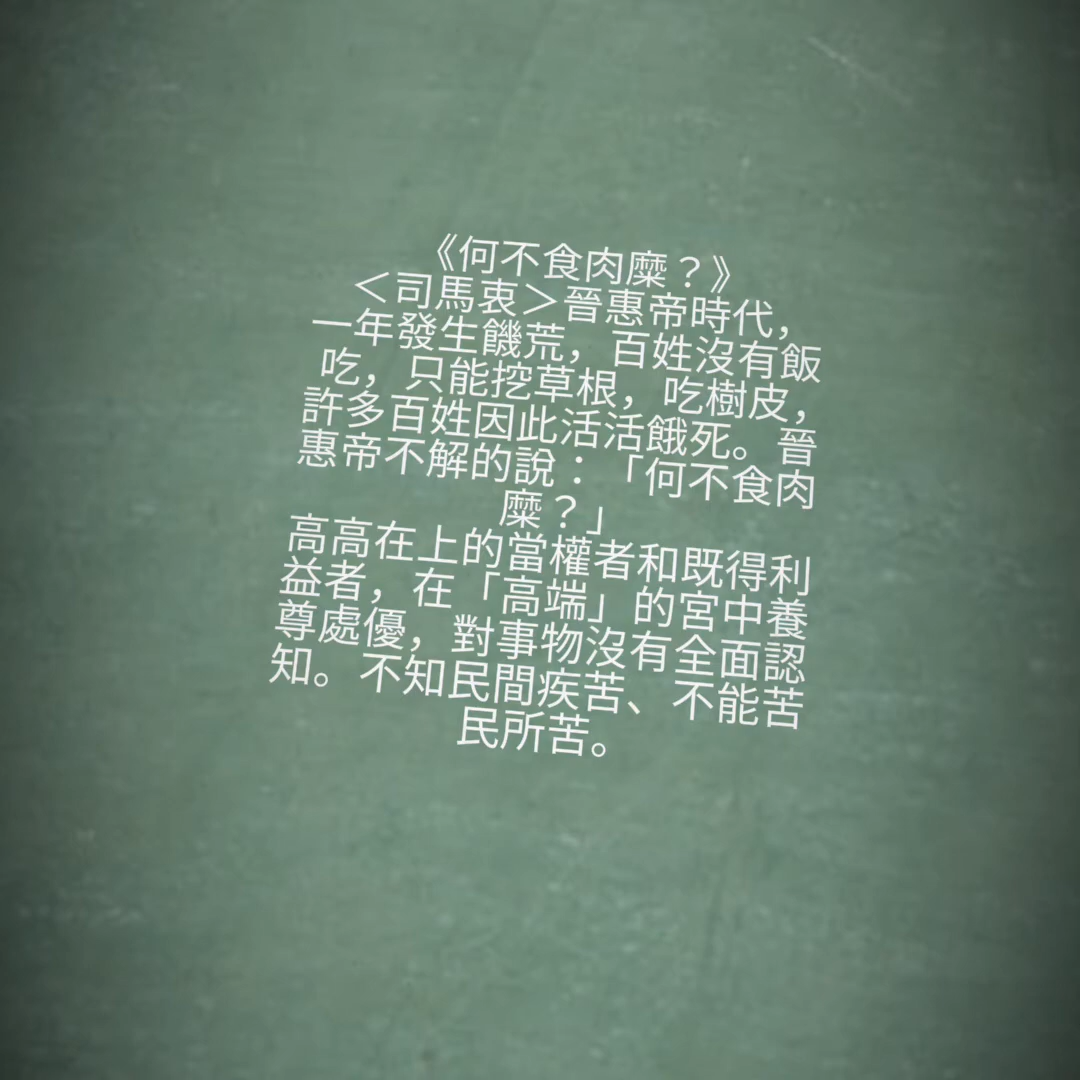 《何不食肉糜？》
＜司馬衷＞晉惠帝時代，
一年發生饑荒，百姓沒有飯
吃，只能挖草根，吃樹皮，
許多百姓因此活活餓死。晉
惠帝不解的說：「何不食肉
糜？」
高高在上的當權者和既得利
益者，在「高端」的宮中養
尊處優，對事物沒有全面認
知。不知民間疾苦、不能苦
民所苦。